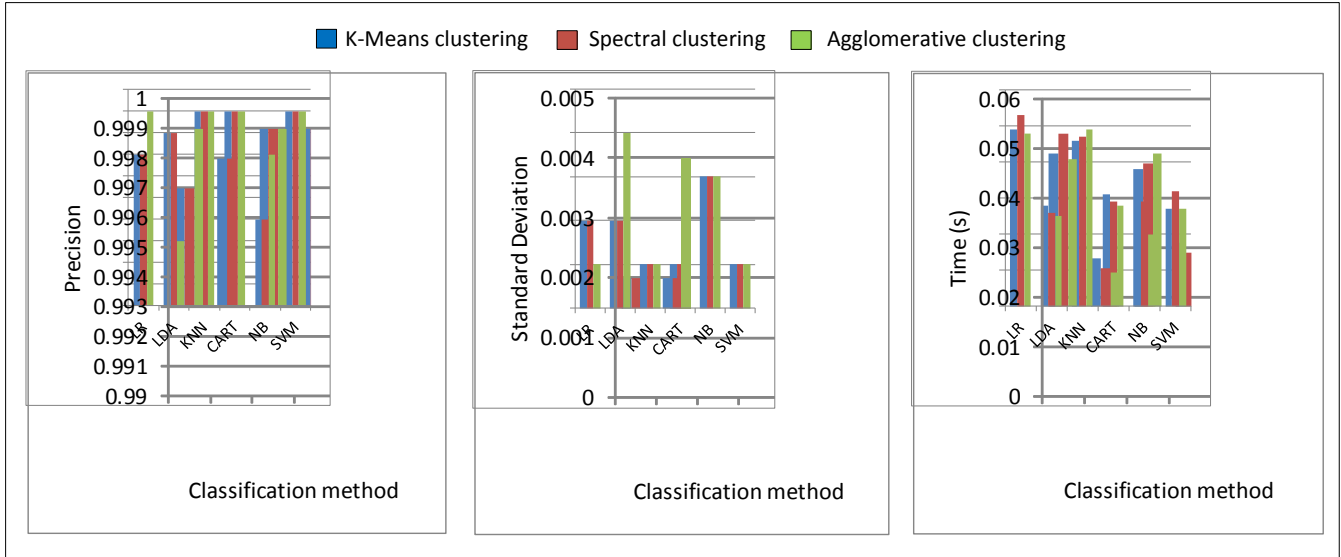 K-Means clustering Spectral clustering Agglomerative clustering
Precision
1
0.999
0.998
0.997
0.996
0.995
0.994
0.993
0.992
0.991
0.99
LR LDA KNN CART NB SVM
Classification method
Standard Deviation
0.005
0.004
0.003
0.002
0.001
0
LR LDA KNN CART NB SVM
Classification method
Time (s)
0.06
0.05
0.04
0.03
0.02
0.01
0
LR LDA KNN CART NB SVM
Classification method